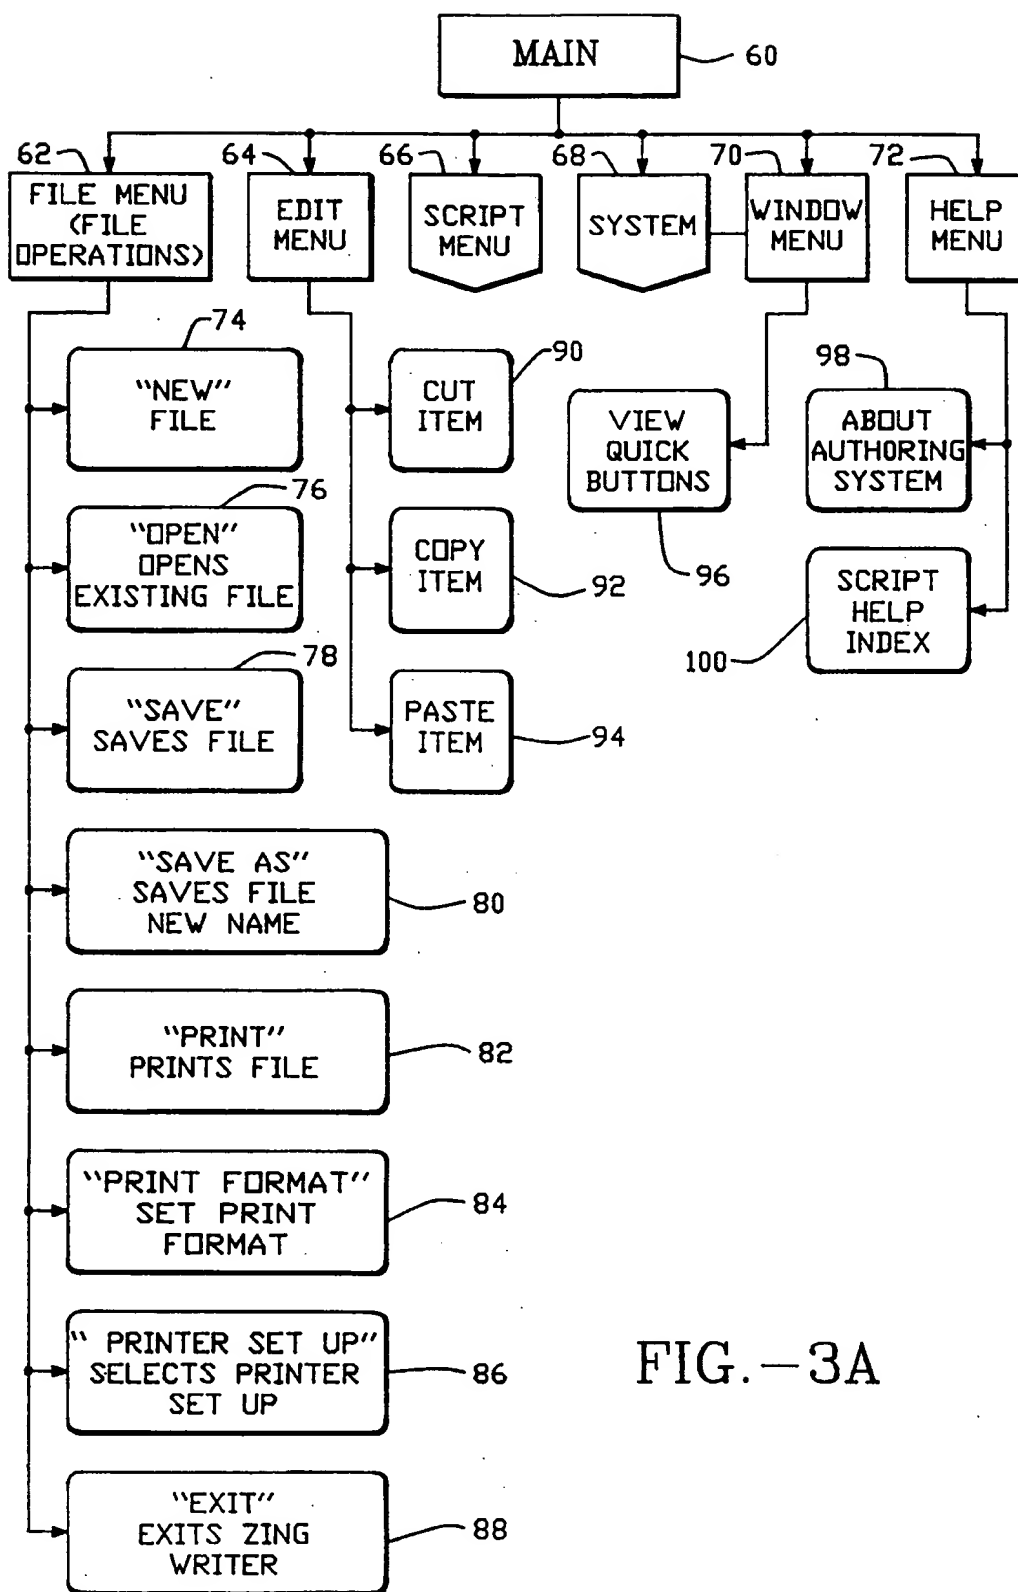 MAIN
60
62
64
66
68
70
72
FILE MENU
(FILE
OPERATIONS)
EDIT
MENU
SCRIPT
MENU
SYSTEM
WINDOW
MENU
HELP
MENU
74
"NEW"
FILE
76
"OPEN"
OPENS
EXISTING FILE
78
"SAVE"
SAVES FILE
"SAVE AS"
SAVES FILE
NEW NAME
80
"PRINT"
PRINTS FILE
82
"PRINT FORMAT"
SET PRINT
FORMAT
84
" PRINTER SET UP"
SELECTS PRINTER
SET UP
86
"EXIT"
EXITS ZING
WRITER
88
CUT
ITEM
90
COPY
ITEM
92
PASTE
ITEM
94
VIEW
QUICK
BUTTONS
96
98
ABOUT
AUTHORING
SYSTEM
SCRIPT
HELP
INDEX
100
FIG.-3A